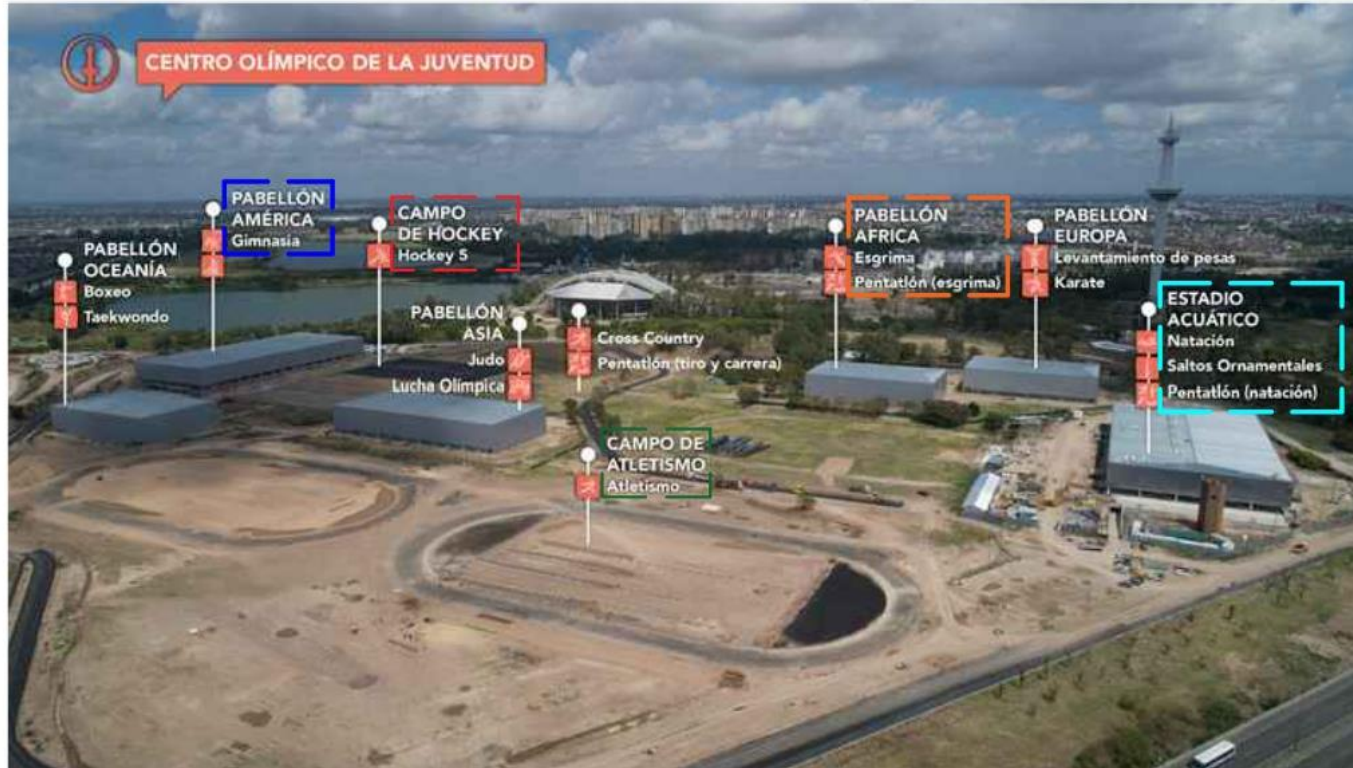 CENTRO OLÍMPICO DE LA JUVENTUD
PABELLÓN
OCEANÍA
Boxeo
Taekwondo
PABELLÓN
AMÉRICA
Gimnasia
CAMPO
DE HOCKEY
Hockey 5
PABELLÓN
ASIA
Judo
Lucha Olímpica
Cross Country
Pentatlón (tiro y carrera)
CAMPO DE
ATLETISMO
Atletismo
PABELLÓN
AFRICA
Esgrima
Pentatlón (esgrima)
PABELLÓN
EUROPA
Levantamiento de pesas
Karate
ESTADIO
ACUÁTICO
Natación
Saltos Ornamentales
Pentatlón (natación)